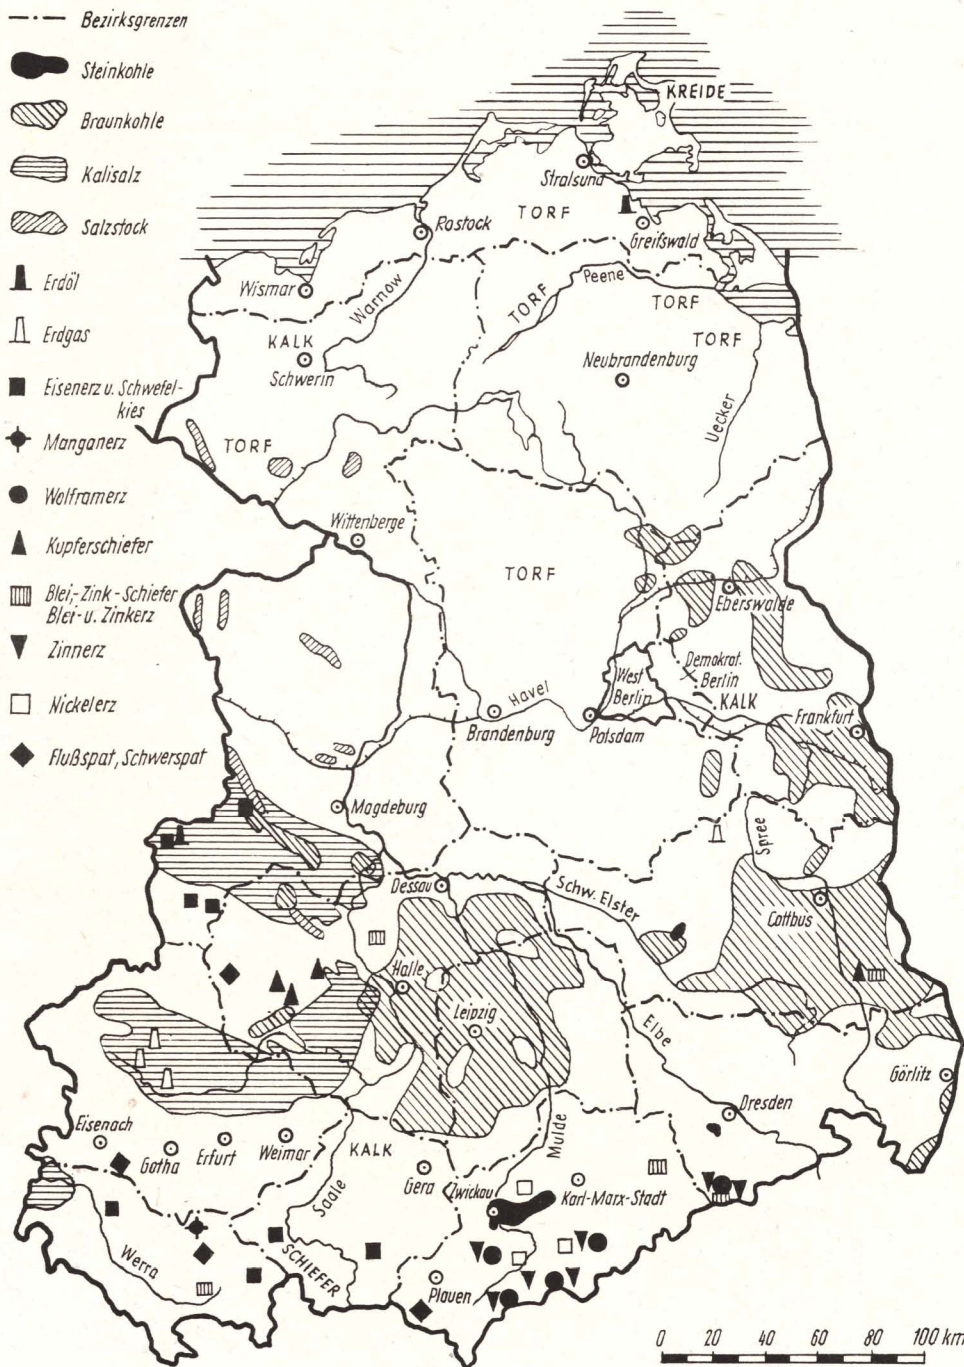 Bezirksgrenzen
Steinkohle
Braunkohle
Kalisalz
Salzstock
Erdöl
Erdgas
Eisenerz u. Schwefel-
kies
Manganerz
Wolframerz
Kupferschiefer
Blei,-Zink-Schiefer
Blei-u. Zinkerz
Zinnerz
Nickelerz
Flußspat, Schwerspat
KREIDE
Stralsund
TORF
Rostock
Greifswald
Wismar
Warnow
Peene
TORF
TORF
TORF
KALK
Schwerin
Neubrandenburg
Uecker
TORF
Wittenberge
TORF
Eberswalde
West
Berlin
Demokrat.
Berlin
KALK
Havel
Brandenburg
Potsdam
Frankfurt
Magdeburg
Spree
Dessau
Schw. Elster
Cottbus
Halle
Leipzig
Elbe
Görlitz
Dresden
Mulde
Eisenach
Gotha
Erfurt
Weimar
KALK
Saale
Gera
Zwickau
Karl-Marx-Stadt
Werra
SCHIEFER
Plauen
0 20 40 60 80 100 km